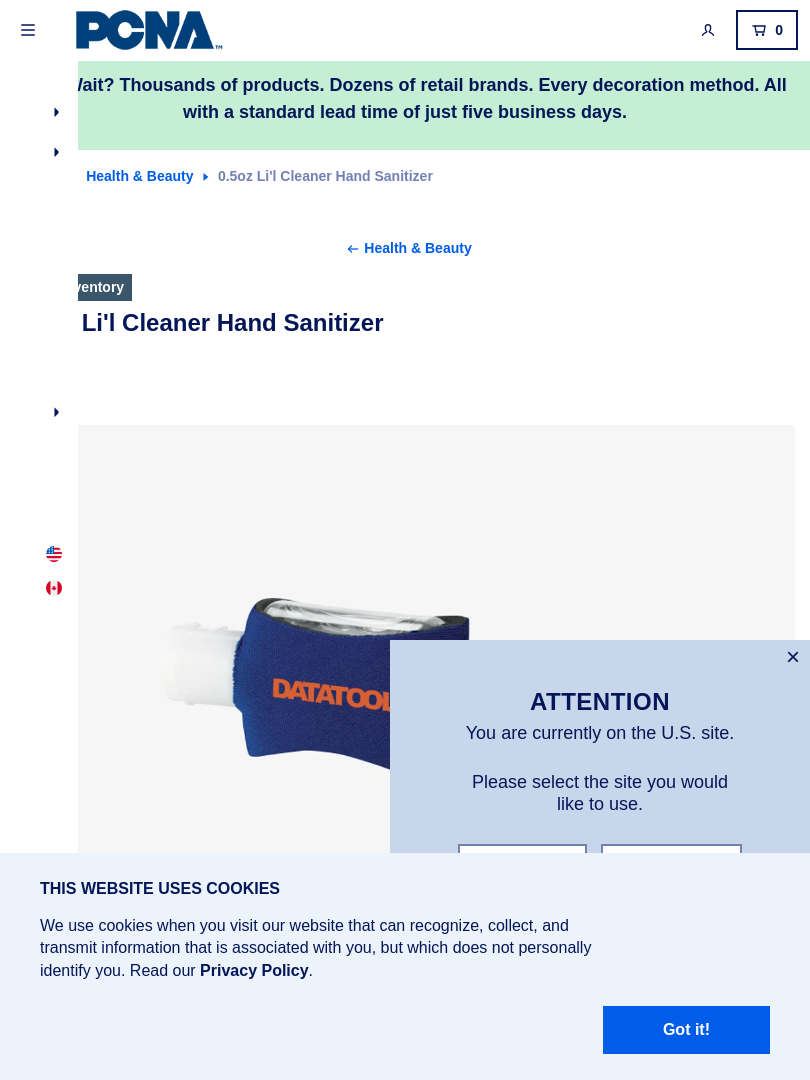 PCNA™
0
Wait? Thousands of products. Dozens of retail brands. Every decoration method. All
with a standard lead time of just five business days.
Health & Beauty
0.5oz Li'l Cleaner Hand Sanitizer
← Health & Beauty
Li'l Cleaner Hand Sanitizer
DATATOOL
×
ATTENTION
You are currently on the U.S. site.
Please select the site you would
like to use.
THIS WEBSITE USES COOKIES
We use cookies when you visit our website that can recognize, collect, and
transmit information that is associated with you, but which does not personally
identify you. Read our Privacy Policy.
Got it!